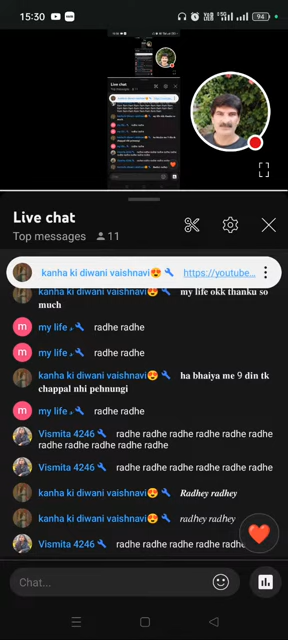 15:30
94
Live chat
Top messages 11
kanha ki diwani vaishnavi😍 https://youtube...
kanha ki diwani vaishnavi😍 my life okk thanku so
much
m my life ر radhe radhe
m my life ر radhe radhe
kanha ki diwani vaishnavi😍 ha bhaiya me 9 din tk
chappal nhi pehnungi
m my life ر radhe radhe
Vismita 4246 radhe radhe radhe radhe radhe radhe
radhe radhe radhe radhe radhe
Vismita 4246 radhe radhe radhe radhe radhe radhe
kanha ki diwani vaishnavi😍 Radhey radhey
kanha ki diwani vaishnavi😍 radhey radhey
Vismita 4246 radhe radhe radhe radhe radhe
Chat...